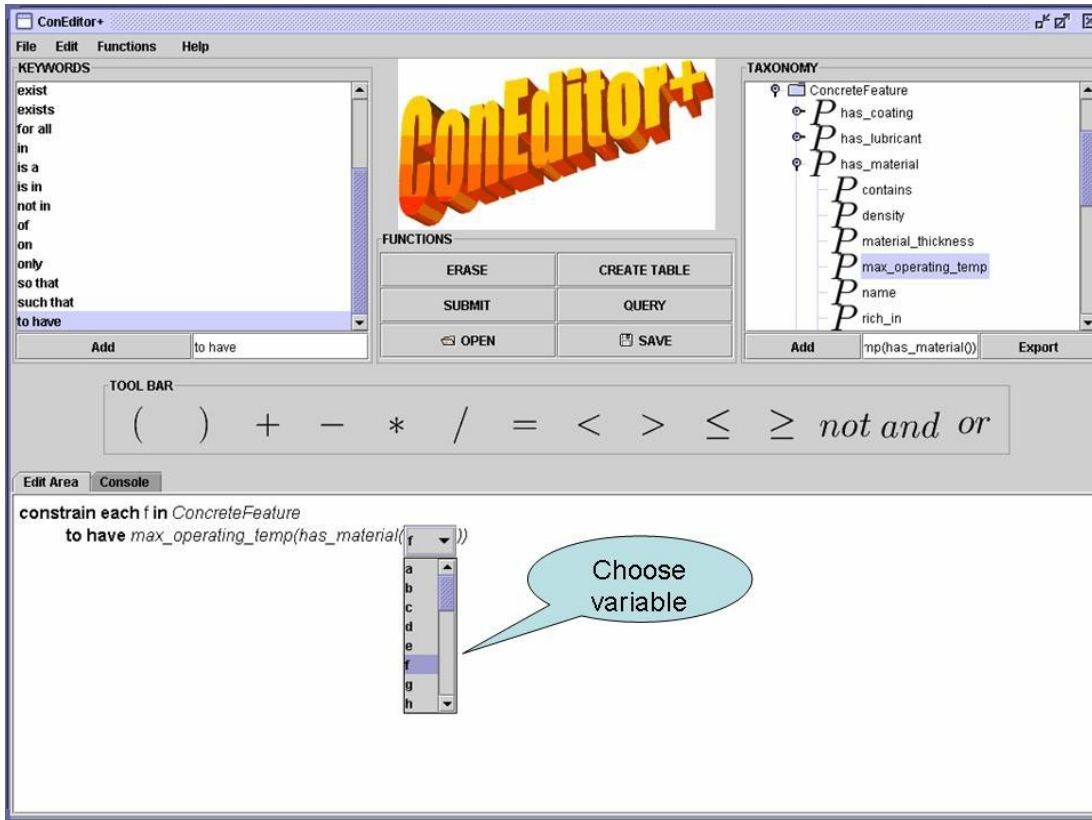 ConEditor+
File Edit Functions Help
KEYWORDS
exist
exists
for all
in
is a
is in
not in
of
on
only
so that
such that
to have
Add
to have
ConEditor+
FUNCTIONS
ERASE
CREATE TABLE
SUBMIT
QUERY
OPEN
SAVE
TAXONOMY
ConcreteFeature
P has_coating
P has_lubricant
P has_material
P contains
P density
P material_thickness
P max_operating_temp
P name
P rich_in
Add
mp(has_material())
Export
TOOL BAR
( ) + - * / = < > ≤ ≥ not and or
Edit Area
Console
constrain each f in ConcreteFeature
to have max_operating_temp(has_material(f))
a
b
c
d
e
f
g
h
Choose
variable